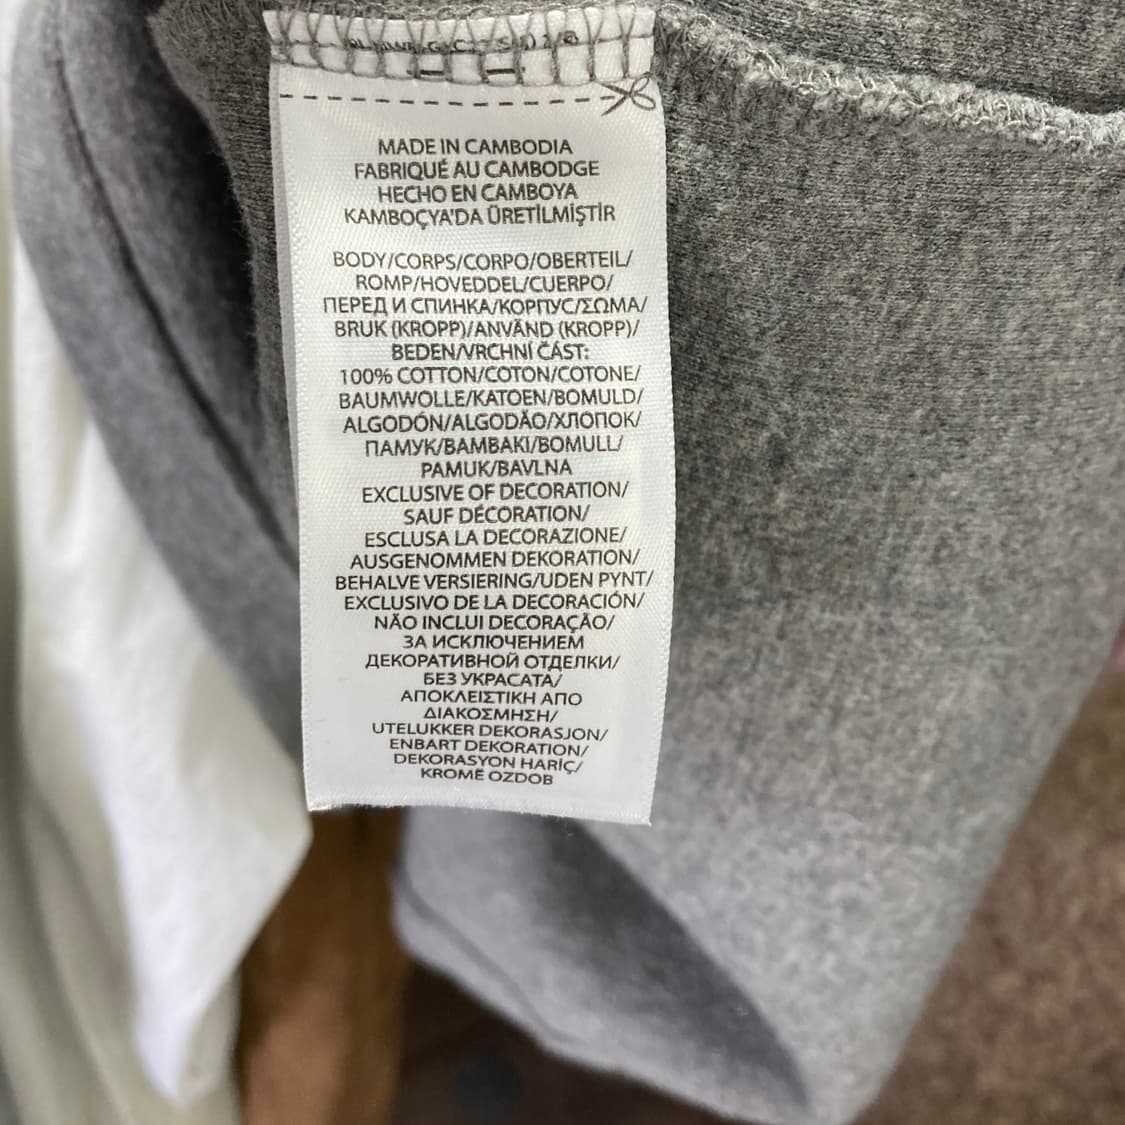 MADE IN CAMBODIA
FABRIQUÉ AU CAMBODGE
HECHO EN CAMBOYA
KAMBOÇYA'DA ÜRETİLMİŞTİR
BODY/CORPS/CORPO/OBERTEIL/
ROMP/HOVEDDEL/CUERPO/
ПЕРЕД И СПИНКА/КОРПУС/ΣΩΜΑ/
BRUK (KROPP)/ANVÄND (KROPP)/
BEDEN/VRCHNÍ ČÁST:
100% COTTON/COTON/COTONE/
BAUMWOLLE/KATOEN/BOMULD/
ALGODÓN/ALGODÃO/ХЛОПОК/
ПАМУК/ΒΑΜΒΑΚΙ/BOMULL/
PAMUK/BAVLNA
EXCLUSIVE OF DECORATION/
SAUF DÉCORATION/
ESCLUSA LA DECORAZIONE/
AUSGENOMMEN DEKORATION/
BEHALVE VERSIERING/UDEN PYNT/
EXCLUSIVO DE LA DECORACIÓN/
NÃO INCLUI DECORAÇÃO/
ЗА ИСКЛЮЧЕНИЕМ
ДЕКОРАТИВНОЙ ОТДЕЛКИ/
БЕЗ УКРАСАТА/
ΑΠΟΚΛΕΙΣΤΙΚΗ ΑΠΟ
ΔΙΑΚΟΣΜΗΣΗ/
UTELUKKER DEKORASJON/
ENBART DEKORATION/
DEKORASYON HARİÇ/
KROMĚ OZDOB